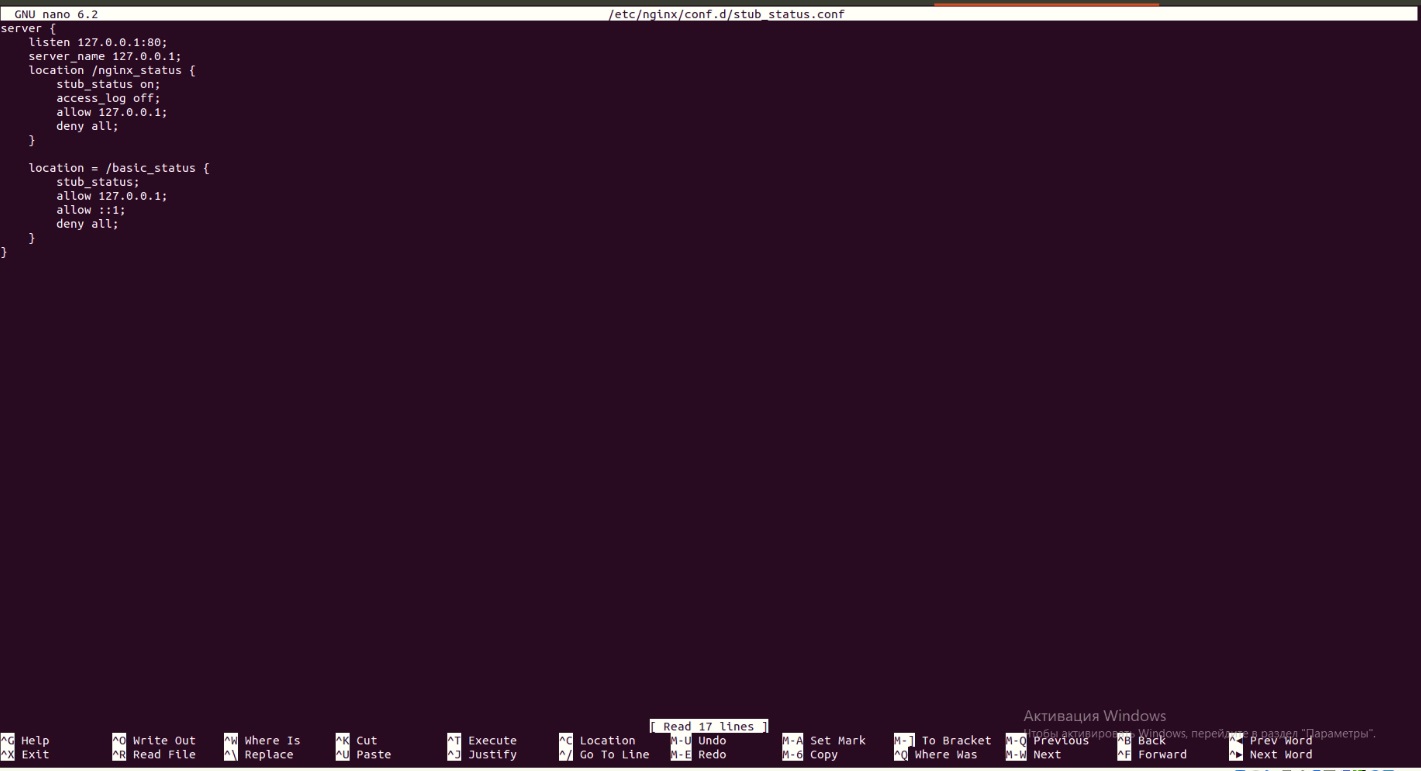 GNU nano 6.2 /etc/nginx/conf.d/stub_status.conf
server {
    listen 127.0.0.1:80;
    server_name 127.0.0.1;
    location /nginx_status {
        stub_status on;
        access_log off;
        allow 127.0.0.1;
        deny all;
    }

    location = /basic_status {
        stub_status;
        allow 127.0.0.1;
        allow ::1;
        deny all;
    }
}
[ Read 17 lines ]
Активация Windows
Чтобы активировать Windows, перейдите в раздел "Параметры".
^G Help ^O Write Out ^W Where Is ^K Cut ^T Execute ^C Location M-U Undo M-A Set Mark M-] To Bracket M-Q Previous ^B Back ^◀ Prev Word
^X Exit ^R Read File ^\ Replace ^U Paste ^J Justify ^/ Go To Line M-E Redo M-6 Copy ^Q Where Was M-W Next ^F Forward ^▶ Next Word